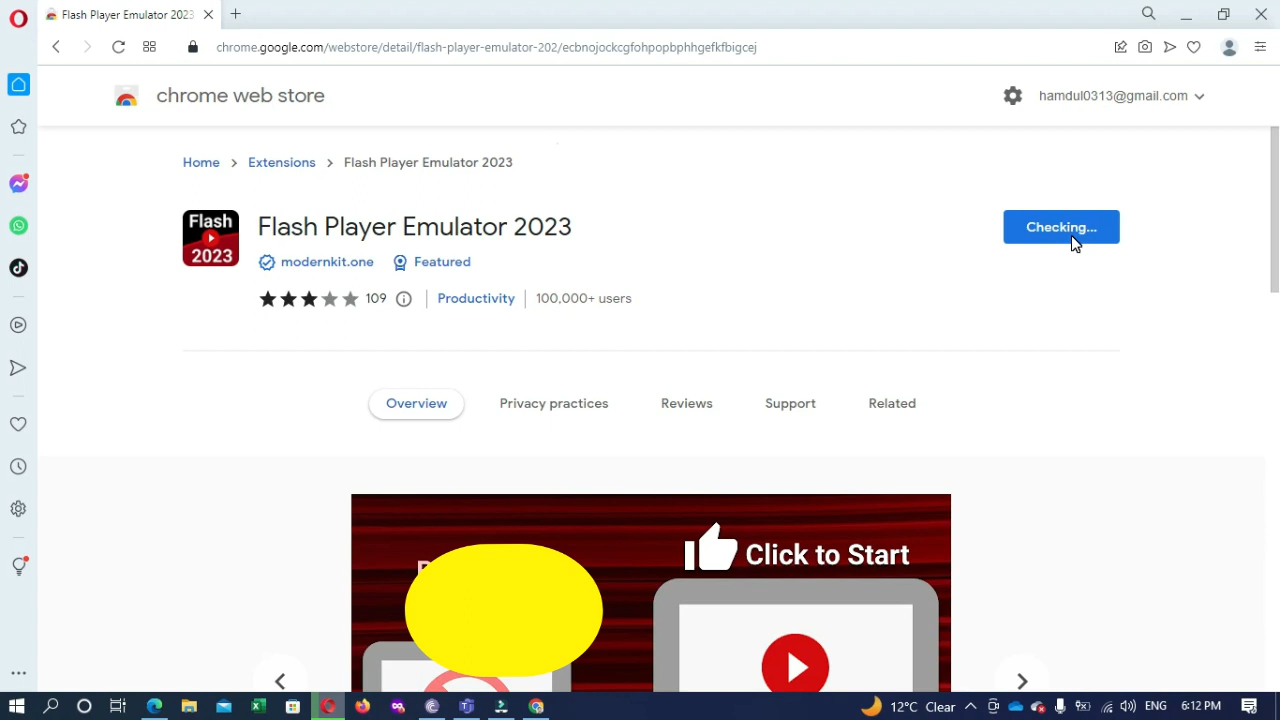 Flash Player Emulator 2023
chrome.google.com/webstore/detail/flash-player-emulator-202/ecbnojockcgfohpopbphhgefkfbigcej
chrome web store
hamdul0313@gmail.com
Home > Extensions > Flash Player Emulator 2023
Flash
2023
Flash Player Emulator 2023
Checking...
modernkit.one Featured
109 Productivity 100,000+ users
Overview Privacy practices Reviews Support Related
Click to Start
12°C Clear ENG 6:12 PM